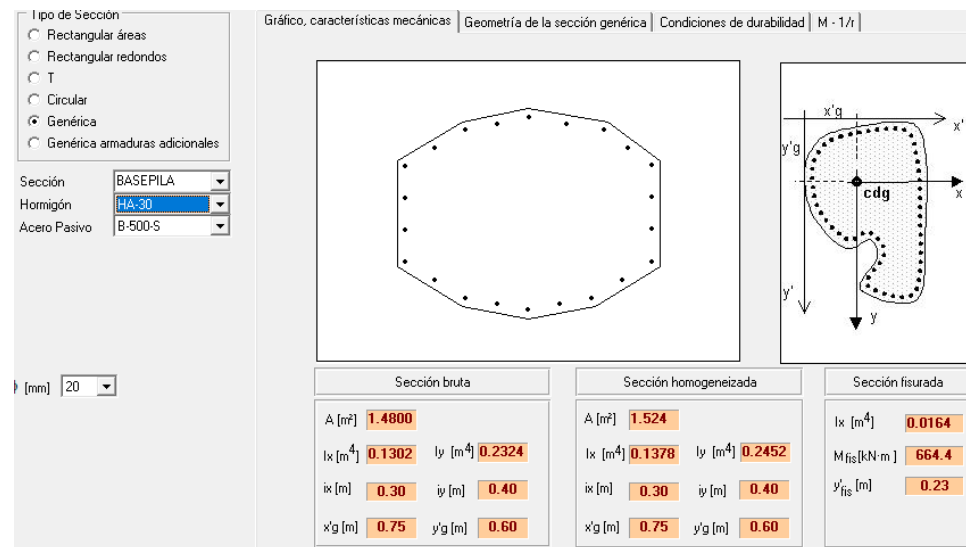 Tipo de Sección
Rectangular áreas
Rectangular redondos
T
Circular
Genérica
Genérica armaduras adicionales
Sección BASEPILA
Hormigón HA-30
Acero Pasivo B-500-S
[mm] 20
Gráfico, características mecánicas Geometría de la sección genérica Condiciones de durabilidad M - 1/r
x'g
x'
y'g
cdg
x
y'
y
Sección bruta
A [m²] 1.4800
Ix [m4] 0.1302 Iy [m4] 0.2324
ix [m] 0.30 iy [m] 0.40
x'g [m] 0.75 y'g [m] 0.60
Sección homogeneizada
A [m²] 1.524
Ix [m4] 0.1378 Iy [m4] 0.2452
ix [m] 0.30 iy [m] 0.40
x'g [m] 0.75 y'g [m] 0.60
Sección fisurada
Ix [m4] 0.0164
Mfis[kN·m ] 664.4
y'fis [m] 0.23